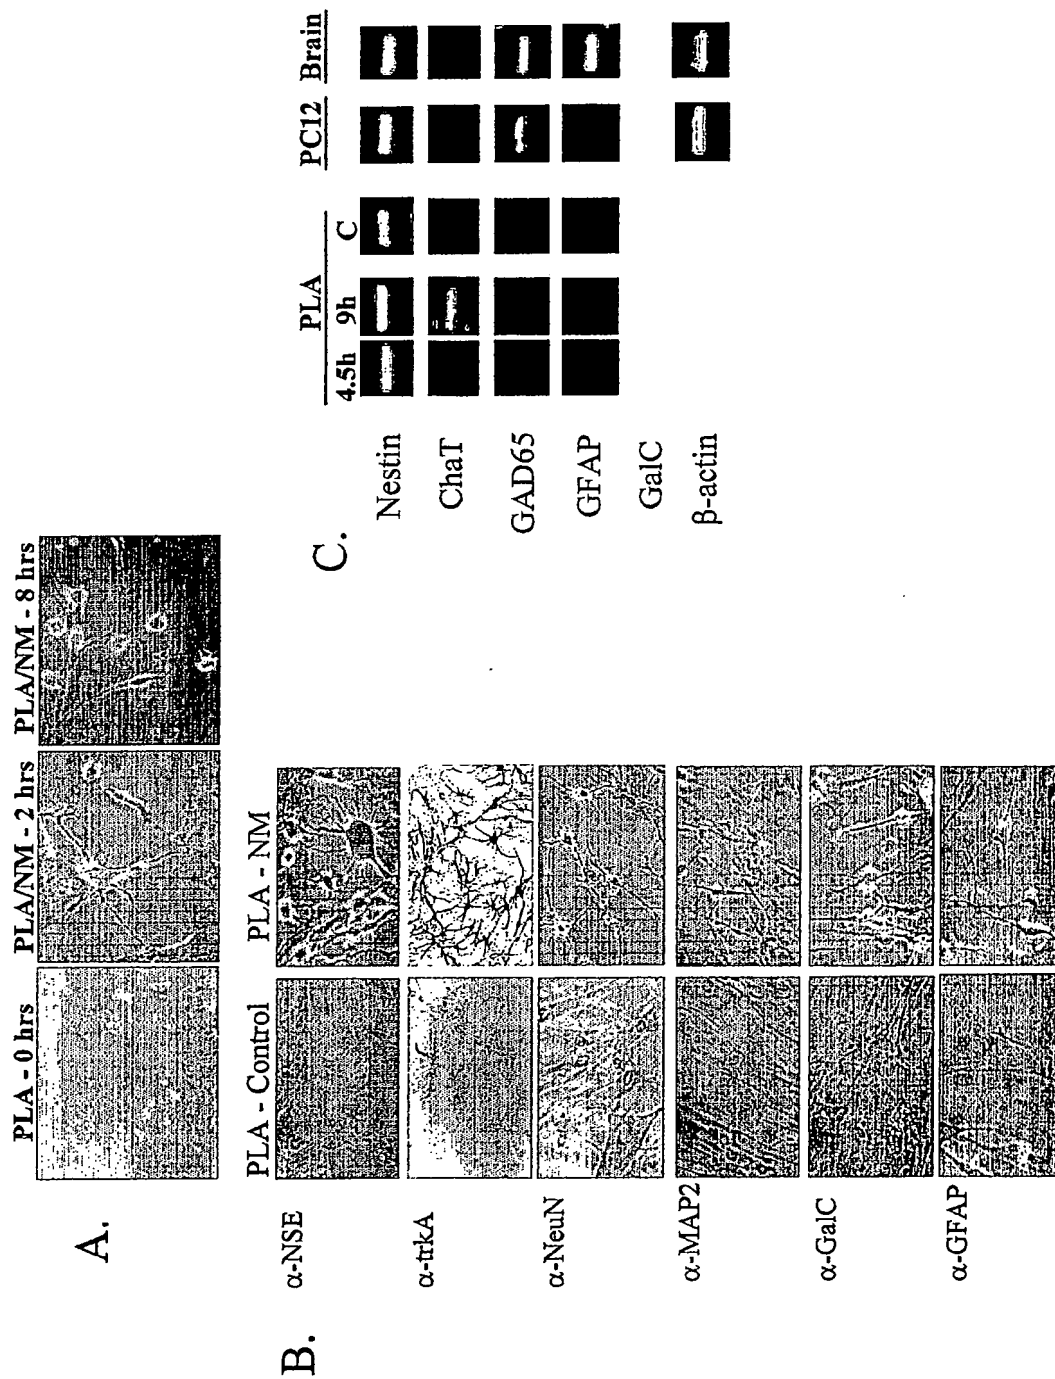 A.
PLA - 0 hrs PLA/NM - 2 hrs PLA/NM - 8 hrs
B.
PLA - Control PLA - NM
α-NSE
α-trkA
α-NeuN
α-MAP2
α-GalC
α-GFAP
C.
PLA PC12 Brain
4.5h 9h C
Nestin
ChaT
GAD65
GFAP
GalC
β-actin